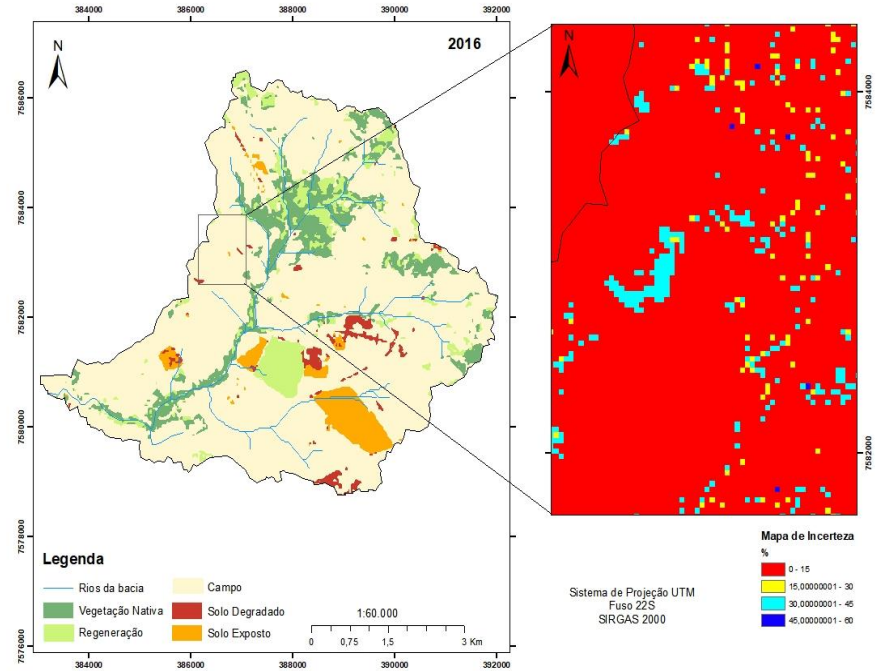 384000 386000 388000 390000 392000
N
2016
7586000
7584000
7582000
7580000
7578000
7576000
Legenda
Rios da bacia
Vegetação Nativa
Regeneração
Campo
Solo Degradado
Solo Exposto
1:60.000
0 0,75 1,5 3 Km
384000 386000 388000 390000 392000
N
7584000
7582000
Sistema de Projeção UTM
Fuso 22S
SIRGAS 2000
Mapa de Incerteza
%
0 - 15
15,00000001 - 30
30,00000001 - 45
45,00000001 - 60